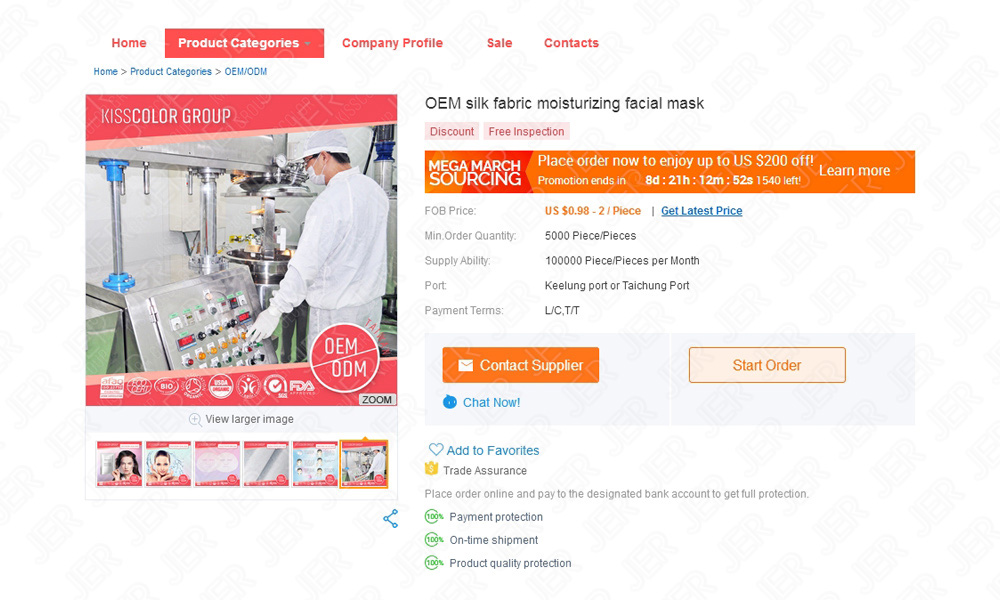 Home Product Categories Company Profile Sale Contacts
Home > Product Categories > OEM/ODM
KISSCOLOR GROUP
OEM
ODM
BIO
USDA
ORGANIC
SGS
FDA
ZOOM
View larger image
OEM silk fabric moisturizing facial mask
Discount Free Inspection
MEGA MARCH
SOURCING
Place order now to enjoy up to US $200 off!
Promotion ends in 8d : 21h : 12m : 52s 1540 left!
Learn more
FOB Price: US $0.98 - 2 / Piece | Get Latest Price
Min.Order Quantity: 5000 Piece/Pieces
Supply Ability: 100000 Piece/Pieces per Month
Port: Keelung port or Taichung Port
Payment Terms: L/C,T/T
Contact Supplier
Start Order
Chat Now!
Add to Favorites
Trade Assurance
Place order online and pay to the designated bank account to get full protection.
100% Payment protection
100% On-time shipment
100% Product quality protection
JER